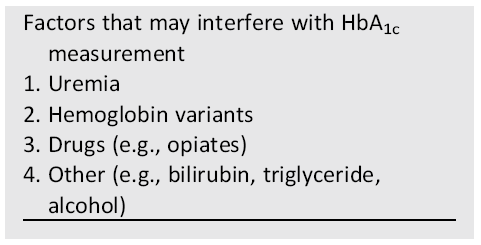 Factors that may interfere with HbA1c
measurement
1. Uremia
2. Hemoglobin variants
3. Drugs (e.g., opiates)
4. Other (e.g., bilirubin, triglyceride,
alcohol)